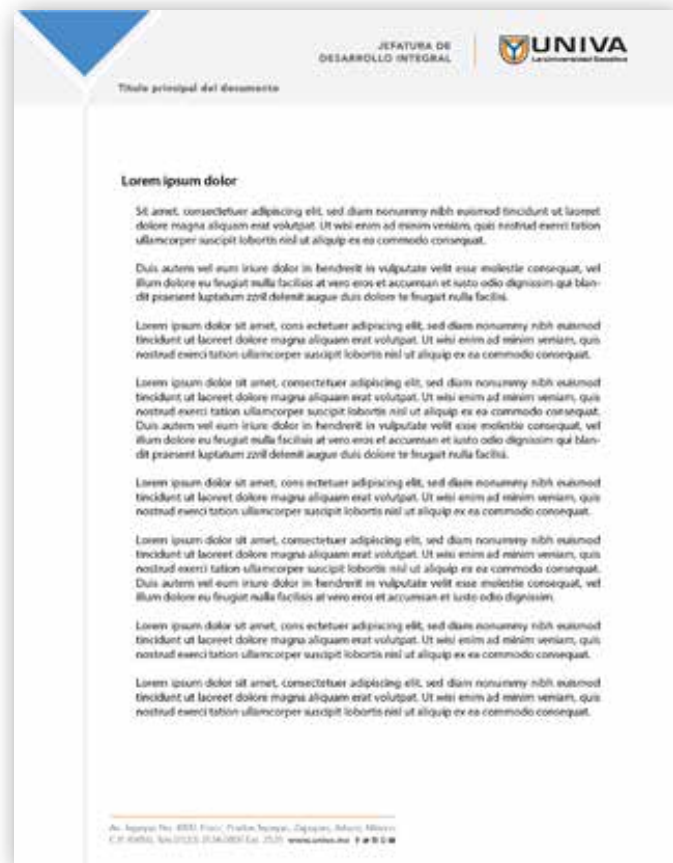 JEFATURA DE
DESARROLLO INTEGRAL
UNIVA
La Universidad Católica
Título principal del documento
Lorem ipsum dolor
Sit amet, consectetuer adipiscing elit, sed diam nonummy nibh euismod tincidunt ut laoreet
dolore magna aliquam erat volutpat. Ut wisi enim ad minim veniam, quis nostrud exerci tation
ullamcorper suscipit lobortis nisl ut aliquip ex ea commodo consequat.
Duis autem vel eum iriure dolor in hendrerit in vulputate velit esse molestie consequat, vel
illum dolore eu feugiat nulla facilisis at vero eros et accumsan et iusto odio dignissim qui blan-
dit praesent luptatum zzril delenit augue duis dolore te feugait nulla facilisi.
Lorem ipsum dolor sit amet, cons ectetuer adipiscing elit, sed diam nonummy nibh euismod
tincidunt ut laoreet dolore magna aliquam erat volutpat. Ut wisi enim ad minim veniam, quis
nostrud exerci tation ullamcorper suscipit lobortis nisl ut aliquip ex ea commodo consequat.
Lorem ipsum dolor sit amet, consectetuer adipiscing elit, sed diam nonummy nibh euismod
tincidunt ut laoreet dolore magna aliquam erat volutpat. Ut wisi enim ad minim veniam, quis
nostrud exerci tation ullamcorper suscipit lobortis nisl ut aliquip ex ea commodo consequat.
Duis autem vel eum iriure dolor in hendrerit in vulputate velit esse molestie consequat, vel
illum dolore eu feugiat nulla facilisis at vero eros et accumsan et iusto odio dignissim qui blan-
dit praesent luptatum zzril delenit augue duis dolore te feugait nulla facilisi.
Lorem ipsum dolor sit amet, consectetuer adipiscing elit, sed diam nonummy nibh euismod
tincidunt ut laoreet dolore magna aliquam erat volutpat. Ut wisi enim ad minim veniam, quis
nostrud exerci tation ullamcorper suscipit lobortis nisl ut aliquip ex ea commodo consequat.
Lorem ipsum dolor sit amet, consectetuer adipiscing elit, sed diam nonummy nibh euismod
tincidunt ut laoreet dolore magna aliquam erat volutpat. Ut wisi enim ad minim veniam, quis
nostrud exerci tation ullamcorper suscipit lobortis nisl ut aliquip ex ea commodo consequat.
Duis autem vel eum iriure dolor in hendrerit in vulputate velit esse molestie consequat, vel
illum dolore eu feugiat nulla facilisis at vero eros et accumsan et iusto odio dignissim.
Lorem ipsum dolor sit amet, cons ectetuer adipiscing elit, sed diam nonummy nibh euismod
tincidunt ut laoreet dolore magna aliquam erat volutpat. Ut wisi enim ad minim veniam, quis
nostrud exerci tation ullamcorper suscipit lobortis nisl ut aliquip ex ea commodo consequat.
Lorem ipsum dolor sit amet, consectetuer adipiscing elit, sed diam nonummy nibh euismod
tincidunt ut laoreet dolore magna aliquam erat volutpat. Ut wisi enim ad minim veniam, quis
nostrud exerci tation ullamcorper suscipit lobortis nisl ut aliquip ex ea commodo consequat.
Av. Tepeyac No. Tepeyac, Zapopan, Jalisco, México
C.P. www.univa.mx